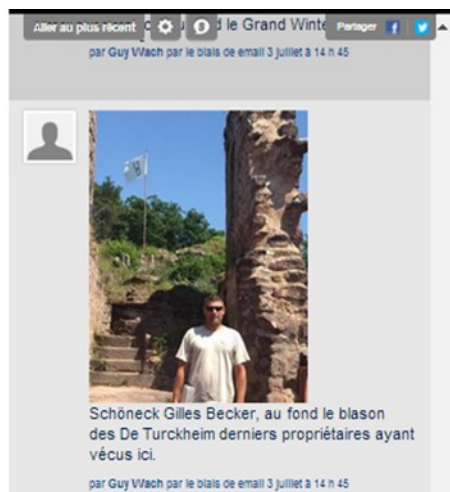 Aller au plus récent
d le Grand Winte
Partager
par Guy Wach par le biais de email 3 juillet à 14 h 45
Schöneck Gilles Becker, au fond le blason
des De Turckheim derniers propriétaires ayant
vécus ici.
par Guy Wach par le biais de email 3 juillet à 14 h 45